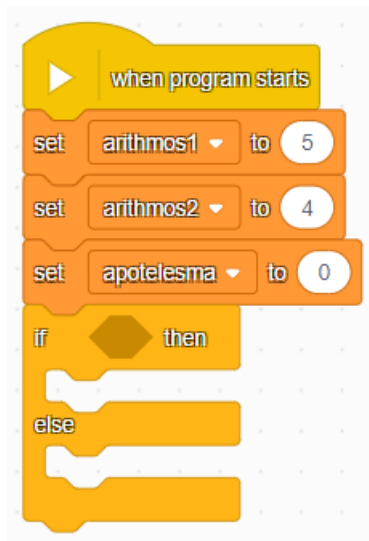 when program starts
set arithmos1 to 5
set arithmos2 to 4
set apotelesma to 0
if then
else